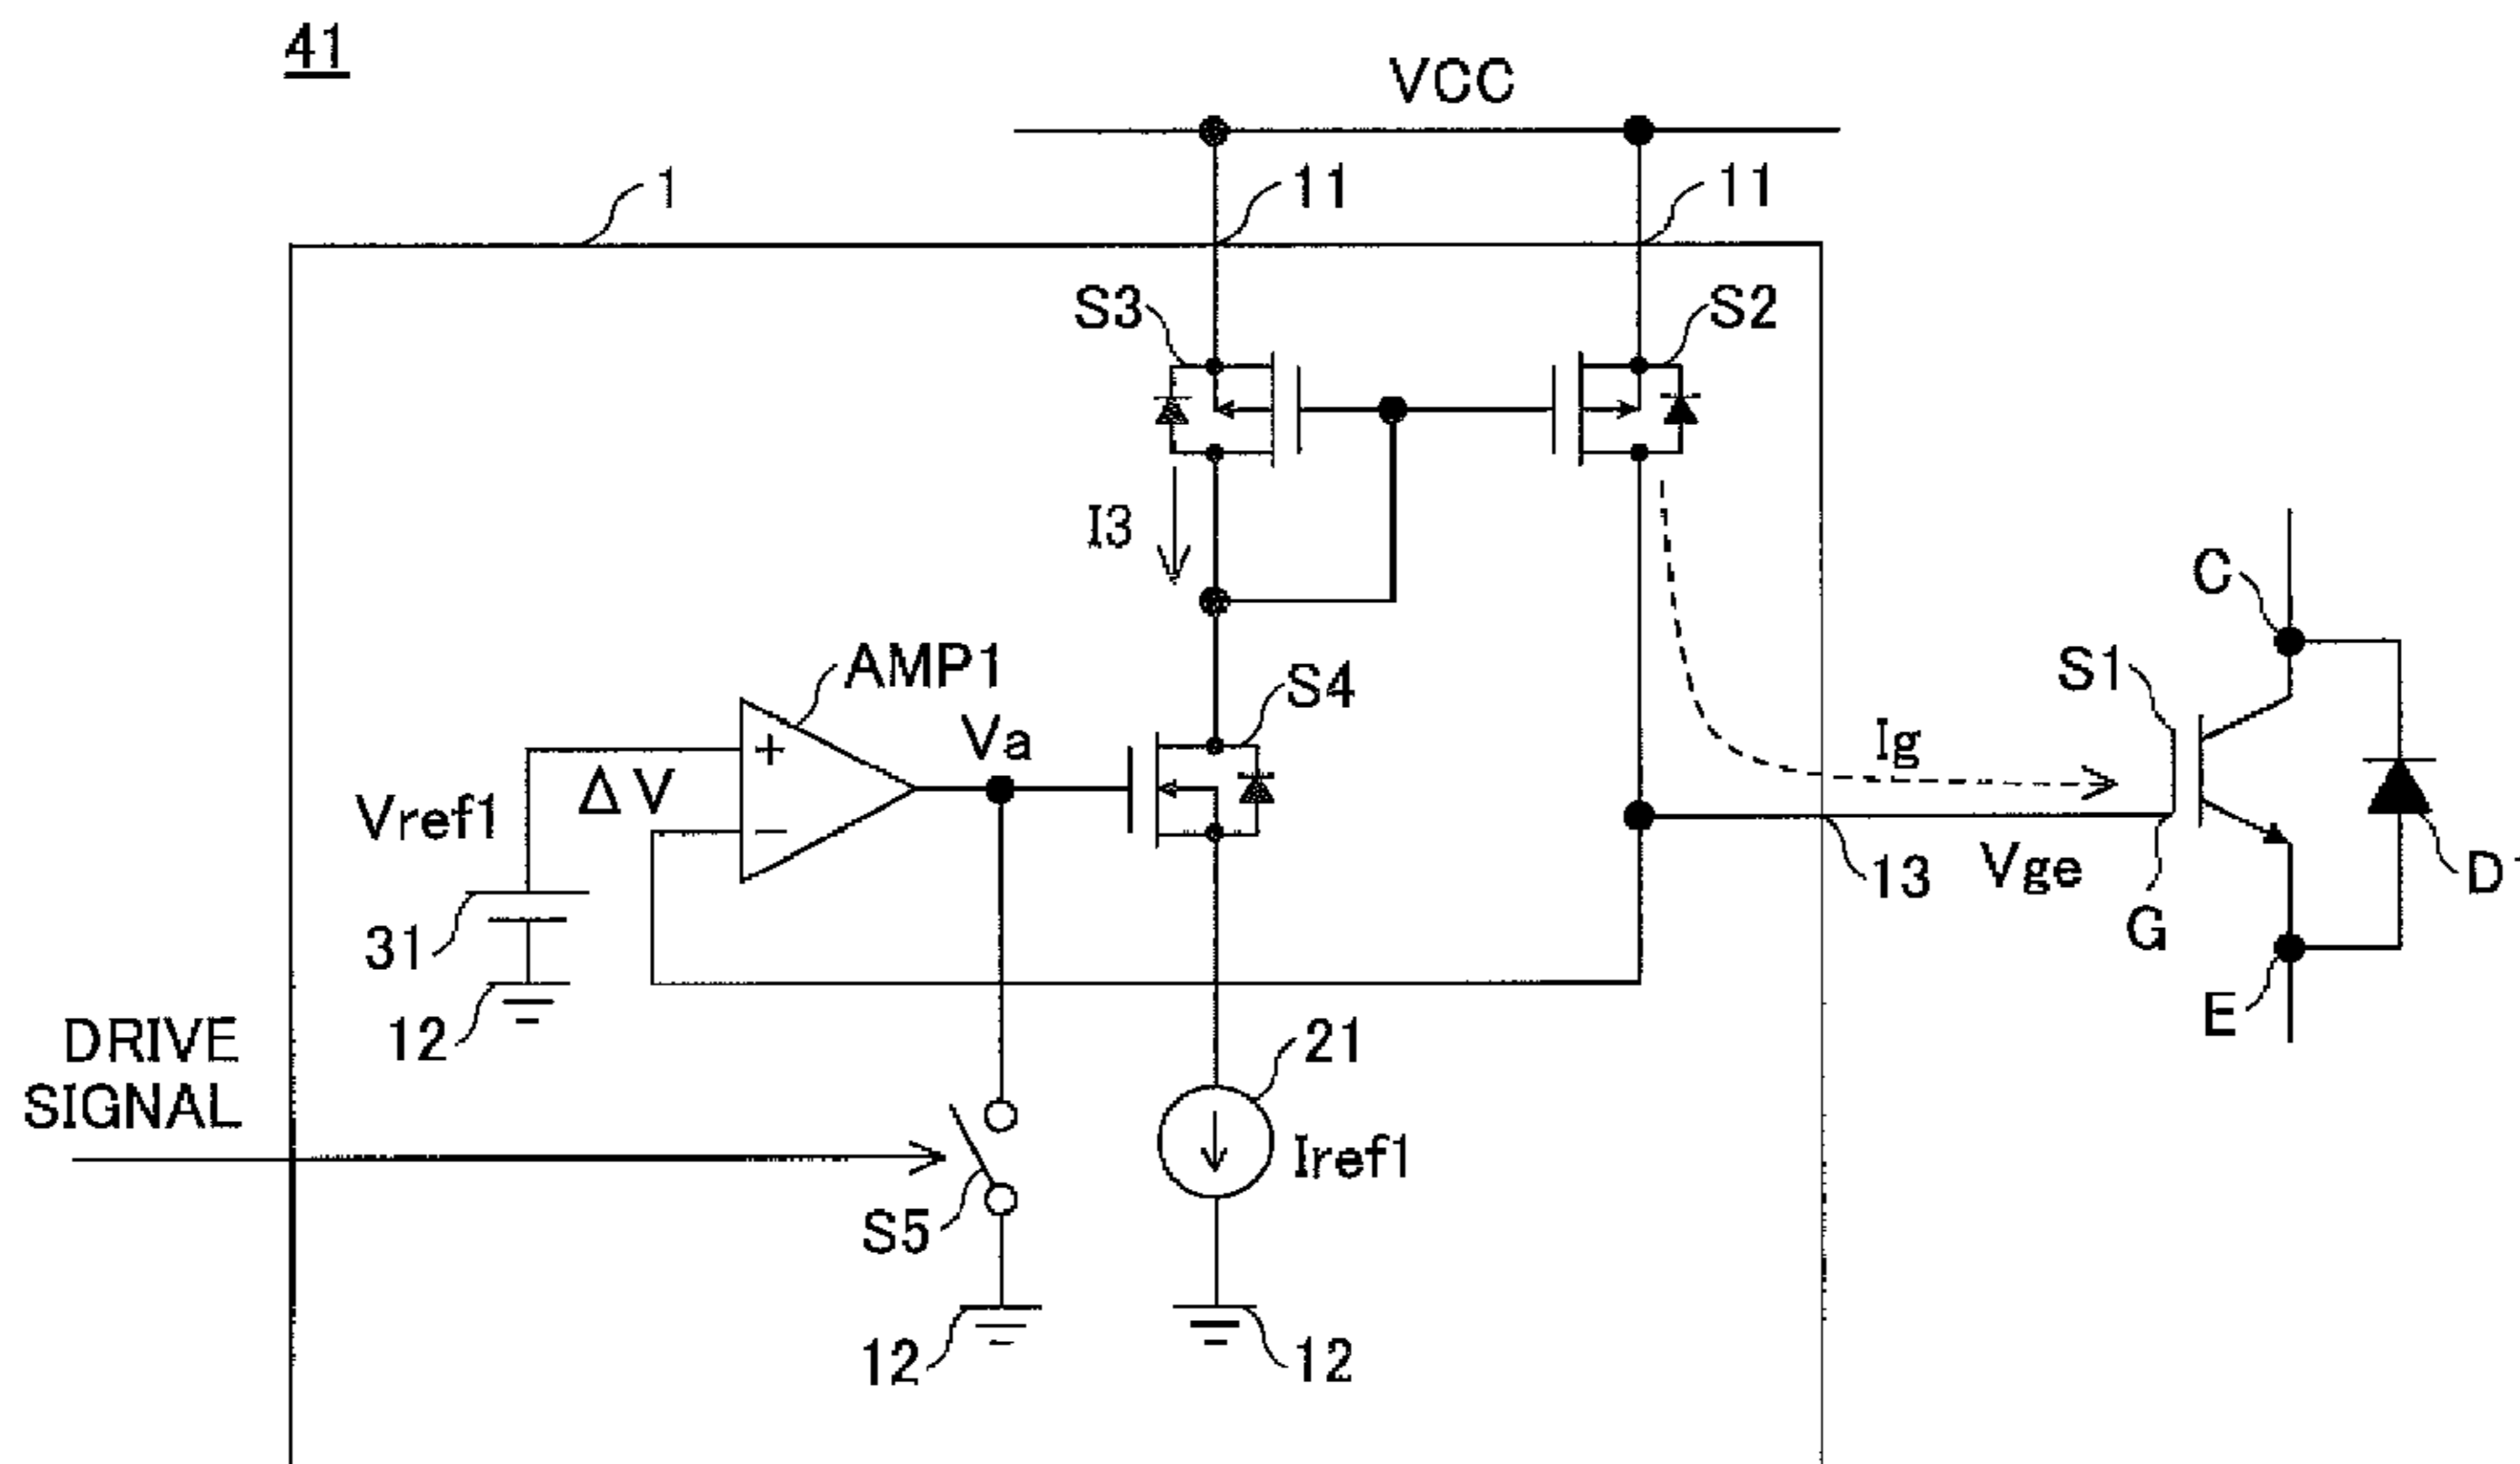 41
VCC
1
11
11
S3
S2
I3
C
AMP1
S4
S1
Va
Ig
+
ΔV
Vref1
−
13
Vge
D1
G
31
E
12
21
DRIVE
SIGNAL
Iref1
S5
12
12